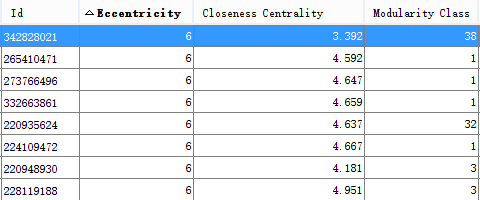 Id Eccentricity Closeness Centrality Modularity Class
342828021 6 3.392 38
265410471 6 4.592 1
273766496 6 4.647 1
332663861 6 4.659 1
220935624 6 4.637 32
224109472 6 4.667 1
220948930 6 4.181 3
228119188 6 4.951 3